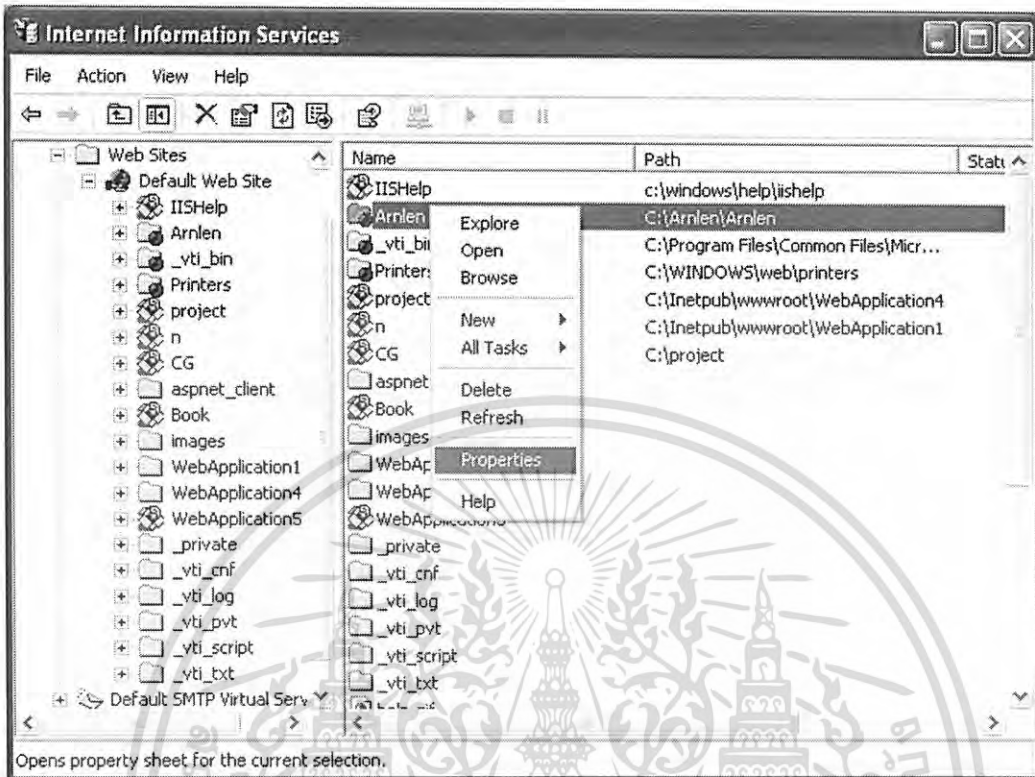 Internet Information Services
File Action View Help
Web Sites
Default Web Site
IISHelp
Arnlen
_vti_bin
Printers
project
n
CG
aspnet_client
Book
images
WebApplication1
WebApplication4
WebApplication5
_private
_vti_cnf
_vti_log
_vti_pvt
_vti_script
_vti_txt
Default SMTP Virtual Serv
Name Path Statu
IISHelp c:\windows\help\iishelp
Arnlen C:\Arnlen\Arnlen
_vti_bin C:\Program Files\Common Files\Micr...
Printers C:\WINDOWS\web\printers
project C:\Inetpub\wwwroot\WebApplication4
n C:\Inetpub\wwwroot\WebApplication1
CG C:\project
aspnet
Book
images
WebAp
WebAp
WebApplication5
_private
_vti_cnf
_vti_log
_vti_pvt
_vti_script
_vti_txt
Explore
Open
Browse
New
All Tasks
Delete
Refresh
Properties
Help
Opens property sheet for the current selection.